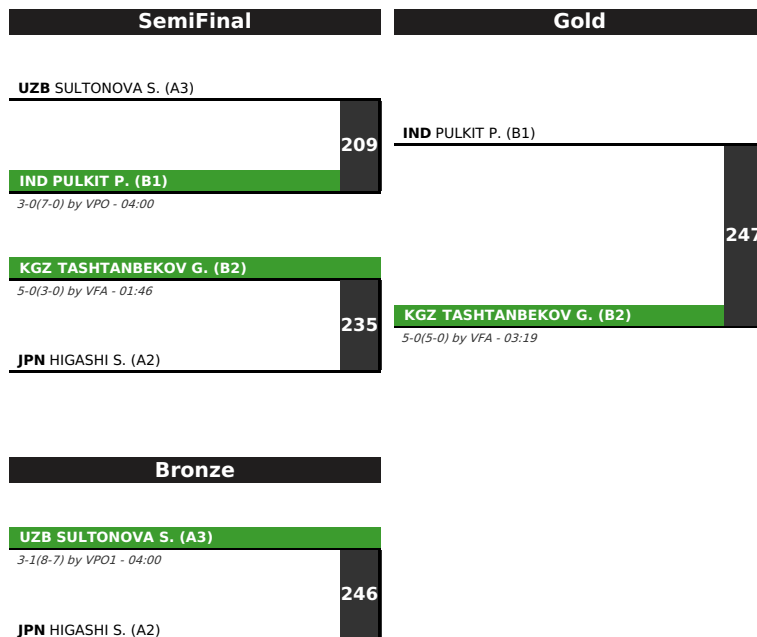 SemiFinal
UZB SULTONOVA S. (A3)
209
IND PULKIT P. (B1)
3-0(7-0) by VPO - 04:00
KGZ TASHTANBEKOV G. (B2)
5-0(3-0) by VFA - 01:46
235
JPN HIGASHI S. (A2)
Gold
IND PULKIT P. (B1)
247
KGZ TASHTANBEKOV G. (B2)
5-0(5-0) by VFA - 03:19
Bronze
UZB SULTONOVA S. (A3)
3-1(8-7) by VPO1 - 04:00
246
JPN HIGASHI S. (A2)